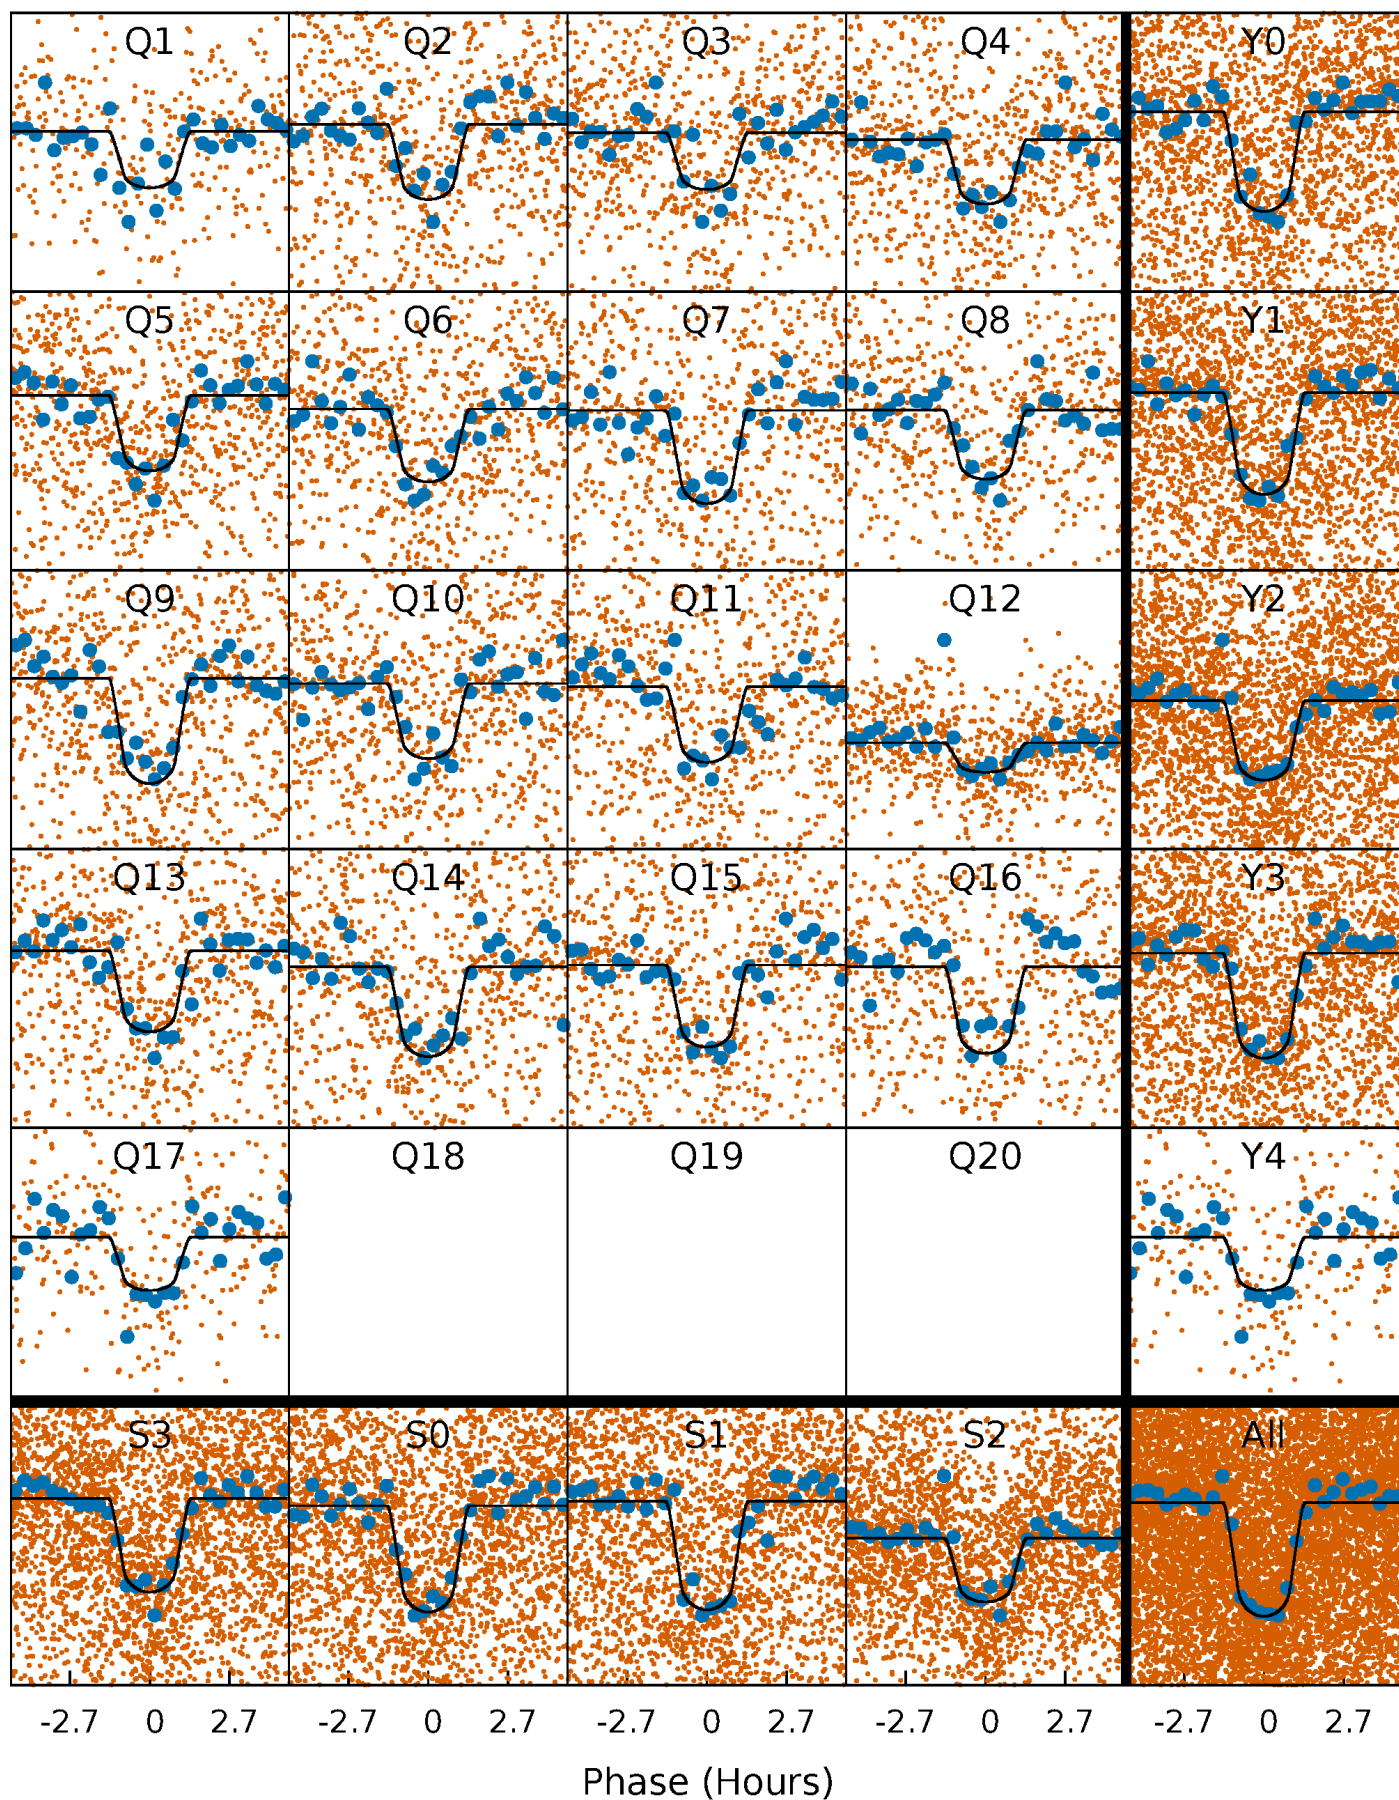 Q1 Q2 Q3 Q4 Y0
Q5 Q6 Q7 Q8 Y1
Q9 Q10 Q11 Q12 Y2
Q13 Q14 Q15 Q16 Y3
Q17 Q18 Q19 Q20 Y4
S3 S0 S1 S2 All
-2.7 0 2.7 -2.7 0 2.7 -2.7 0 2.7 -2.7 0 2.7 -2.7 0 2.7
Phase (Hours)